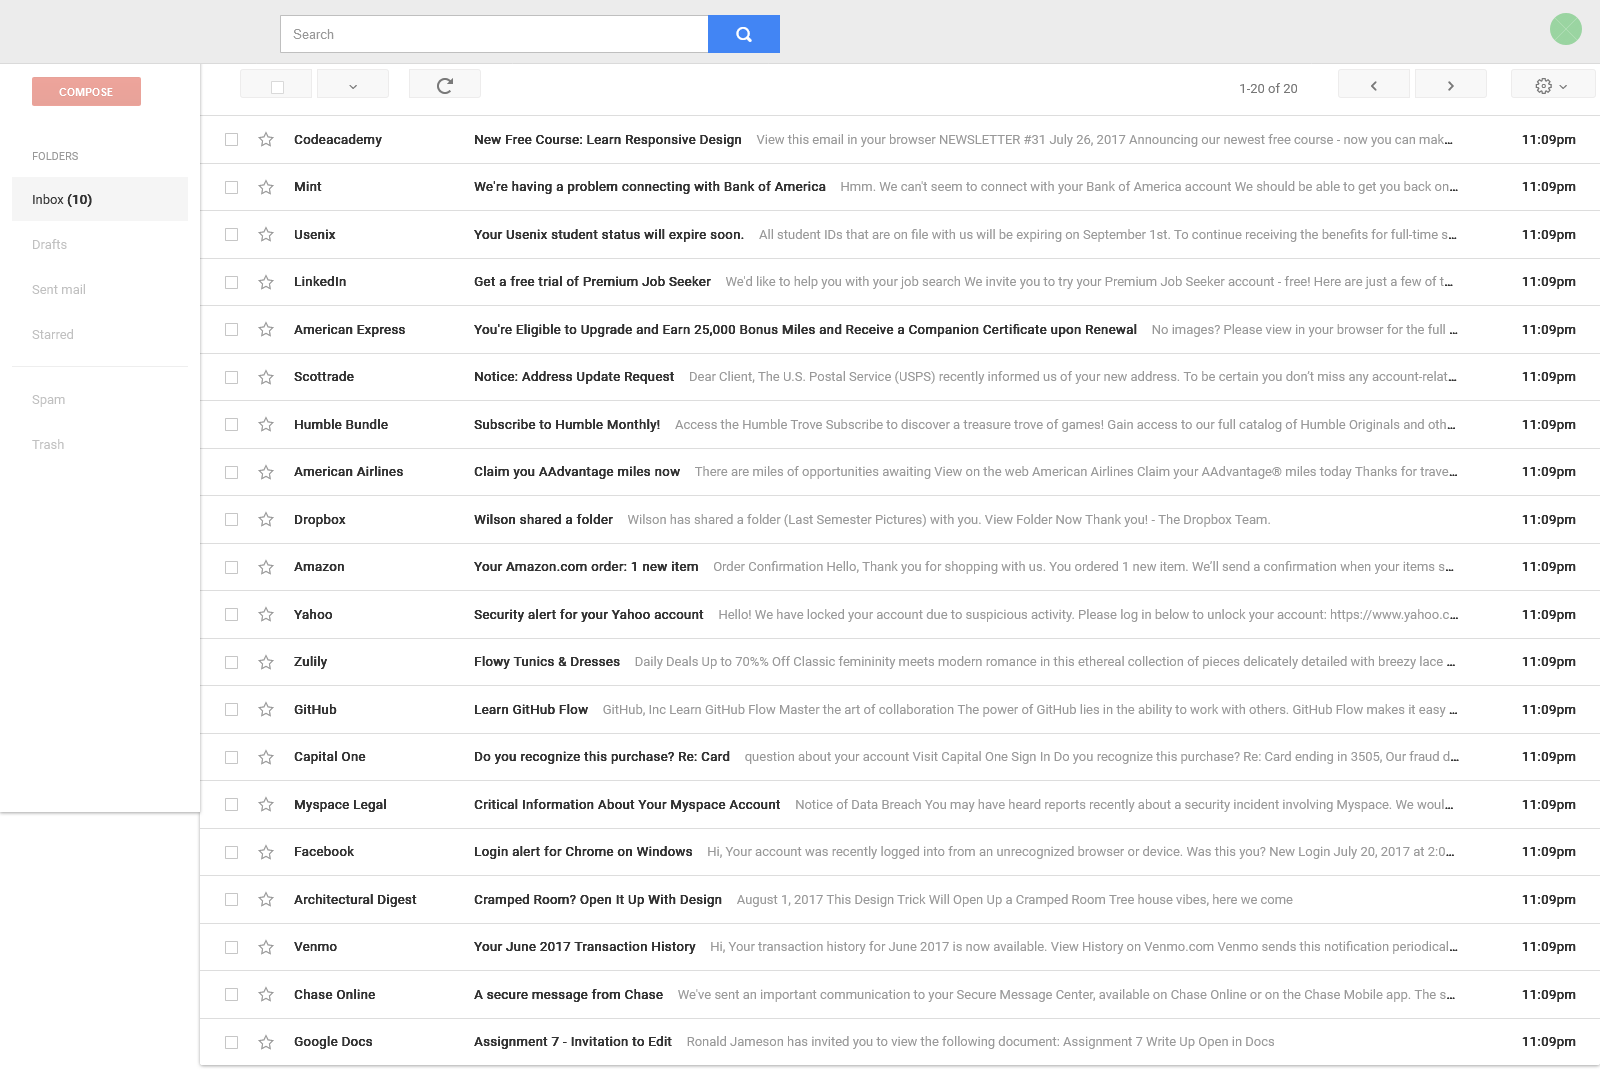 Search
COMPOSE
1-20 of 20
FOLDERS
Inbox (10)
Drafts
Sent mail
Starred
Spam
Trash
Codeacademy New Free Course: Learn Responsive Design View this email in your browser NEWSLETTER #31 July 26, 2017 Announcing our newest free course - now you can mak... 11:09pm
Mint We're having a problem connecting with Bank of America Hmm. We can't seem to connect with your Bank of America account We should be able to get you back on... 11:09pm
Usenix Your Usenix student status will expire soon. All student IDs that are on file with us will be expiring on September 1st. To continue receiving the benefits for full-time s... 11:09pm
LinkedIn Get a free trial of Premium Job Seeker We'd like to help you with your job search We invite you to try your Premium Job Seeker account - free! Here are just a few of t... 11:09pm
American Express You're Eligible to Upgrade and Earn 25,000 Bonus Miles and Receive a Companion Certificate upon Renewal No images? Please view in your browser for the full ... 11:09pm
Scottrade Notice: Address Update Request Dear Client, The U.S. Postal Service (USPS) recently informed us of your new address. To be certain you don't miss any account-relat... 11:09pm
Humble Bundle Subscribe to Humble Monthly! Access the Humble Trove Subscribe to discover a treasure trove of games! Gain access to our full catalog of Humble Originals and oth... 11:09pm
American Airlines Claim you AAdvantage miles now There are miles of opportunities awaiting View on the web American Airlines Claim your AAdvantage® miles today Thanks for trave... 11:09pm
Dropbox Wilson shared a folder Wilson has shared a folder (Last Semester Pictures) with you. View Folder Now Thank you! - The Dropbox Team. 11:09pm
Amazon Your Amazon.com order: 1 new item Order Confirmation Hello, Thank you for shopping with us. You ordered 1 new item. We'll send a confirmation when your items s... 11:09pm
Yahoo Security alert for your Yahoo account Hello! We have locked your account due to suspicious activity. Please log in below to unlock your account: https://www.yahoo.c... 11:09pm
Zulily Flowy Tunics & Dresses Daily Deals Up to 70%% Off Classic femininity meets modern romance in this ethereal collection of pieces delicately detailed with breezy lace ... 11:09pm
GitHub Learn GitHub Flow GitHub, Inc Learn GitHub Flow Master the art of collaboration The power of GitHub lies in the ability to work with others. GitHub Flow makes it easy ... 11:09pm
Capital One Do you recognize this purchase? Re: Card question about your account Visit Capital One Sign In Do you recognize this purchase? Re: Card ending in 3505, Our fraud d... 11:09pm
Myspace Legal Critical Information About Your Myspace Account Notice of Data Breach You may have heard reports recently about a security incident involving Myspace. We woul... 11:09pm
Facebook Login alert for Chrome on Windows Hi, Your account was recently logged into from an unrecognized browser or device. Was this you? New Login July 20, 2017 at 2:0... 11:09pm
Architectural Digest Cramped Room? Open It Up With Design August 1, 2017 This Design Trick Will Open Up a Cramped Room Tree house vibes, here we come 11:09pm
Venmo Your June 2017 Transaction History Hi, Your transaction history for June 2017 is now available. View History on Venmo.com Venmo sends this notification periodical... 11:09pm
Chase Online A secure message from Chase We've sent an important communication to your Secure Message Center, available on Chase Online or on the Chase Mobile app. The s... 11:09pm
Google Docs Assignment 7 - Invitation to Edit Ronald Jameson has invited you to view the following document: Assignment 7 Write Up Open in Docs 11:09pm